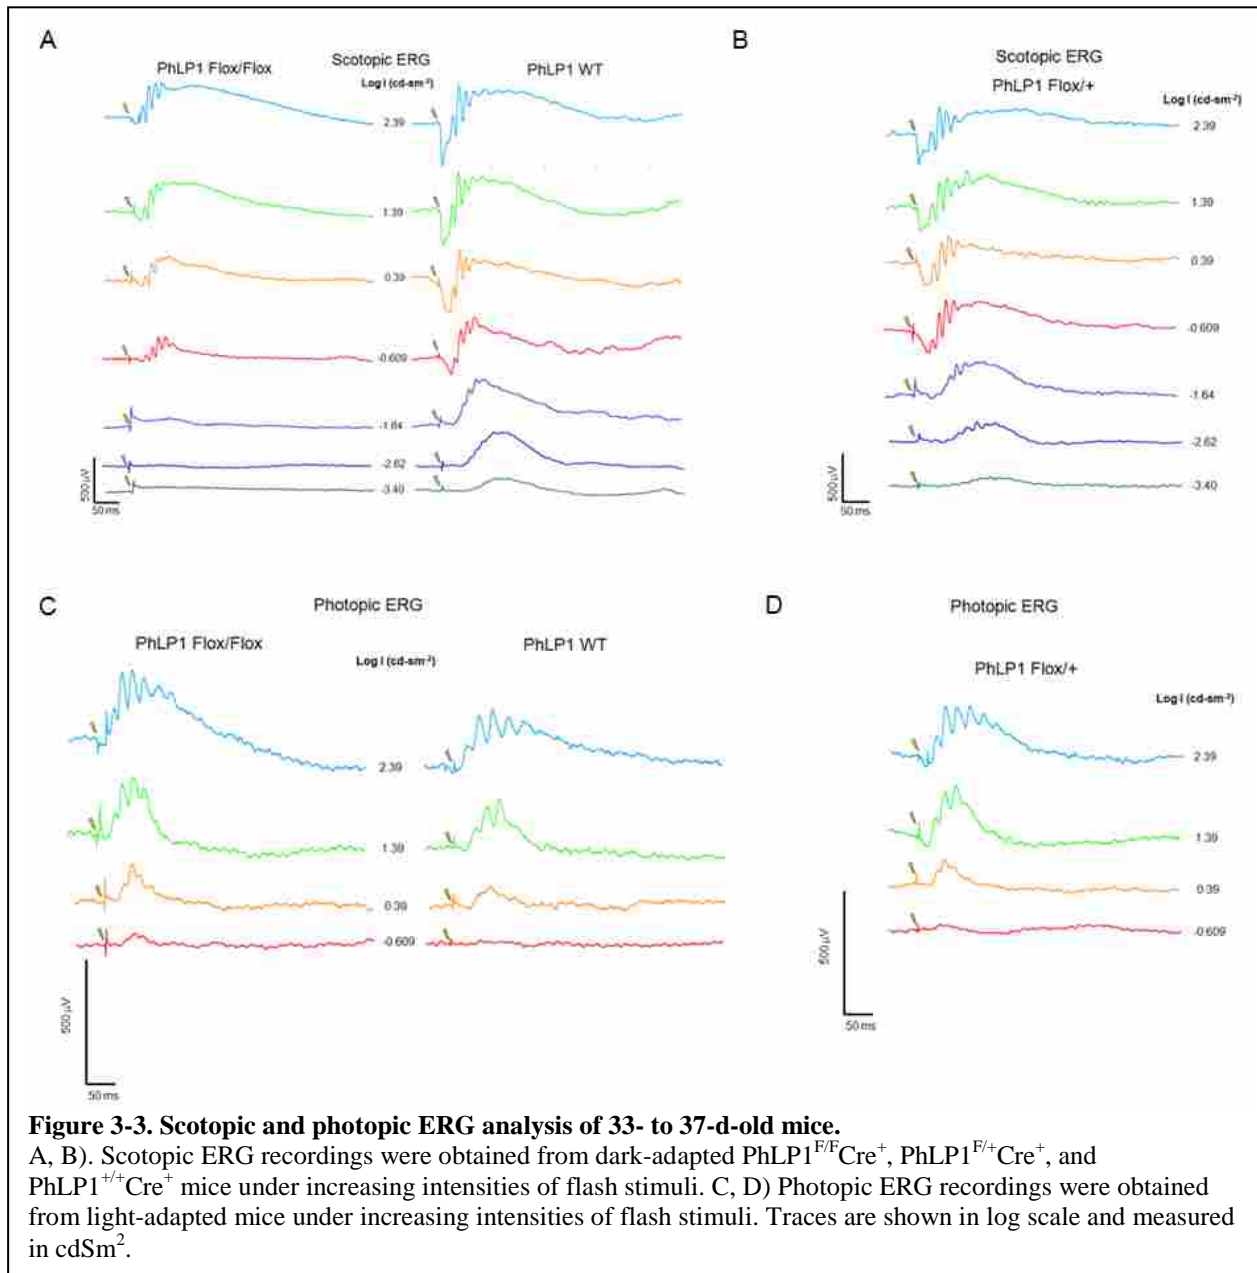 A
B
Scotopic ERG
PhLP1 Flox/Flox
PhLP1 WT
Log I (cd-sm-2)
2.39
1.39
0.39
-0.609
-1.64
-2.62
-3.40
500 µV
50 ms
Scotopic ERG
PhLP1 Flox/+
Log I (cd-sm-2)
2.39
1.39
0.39
-0.609
-1.64
-2.62
-3.40
500 µV
50 ms
C
Photopic ERG
PhLP1 Flox/Flox
PhLP1 WT
Log I (cd-sm-2)
2.39
1.39
0.39
-0.609
500 µV
50 ms
D
Photopic ERG
PhLP1 Flox/+
Log I (cd-sm-2)
2.39
1.39
0.39
-0.609
500 µV
50 ms
Figure 3-3. Scotopic and photopic ERG analysis of 33- to 37-d-old mice.
A, B). Scotopic ERG recordings were obtained from dark-adapted PhLP1F/FCre+, PhLP1F/+Cre+, and
PhLP1+/+Cre+ mice under increasing intensities of flash stimuli. C, D) Photopic ERG recordings were obtained
from light-adapted mice under increasing intensities of flash stimuli. Traces are shown in log scale and measured
in cdSm2.